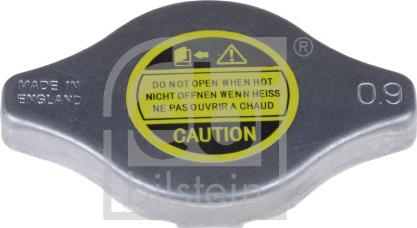 MADE IN
ENGLAND
DO NOT OPEN WHEN HOT
NICHT OFFNEN WENN HEISS
NE PAS OUVRIR A CHAUD
CAUTION
0.9
febi
bilstein
®